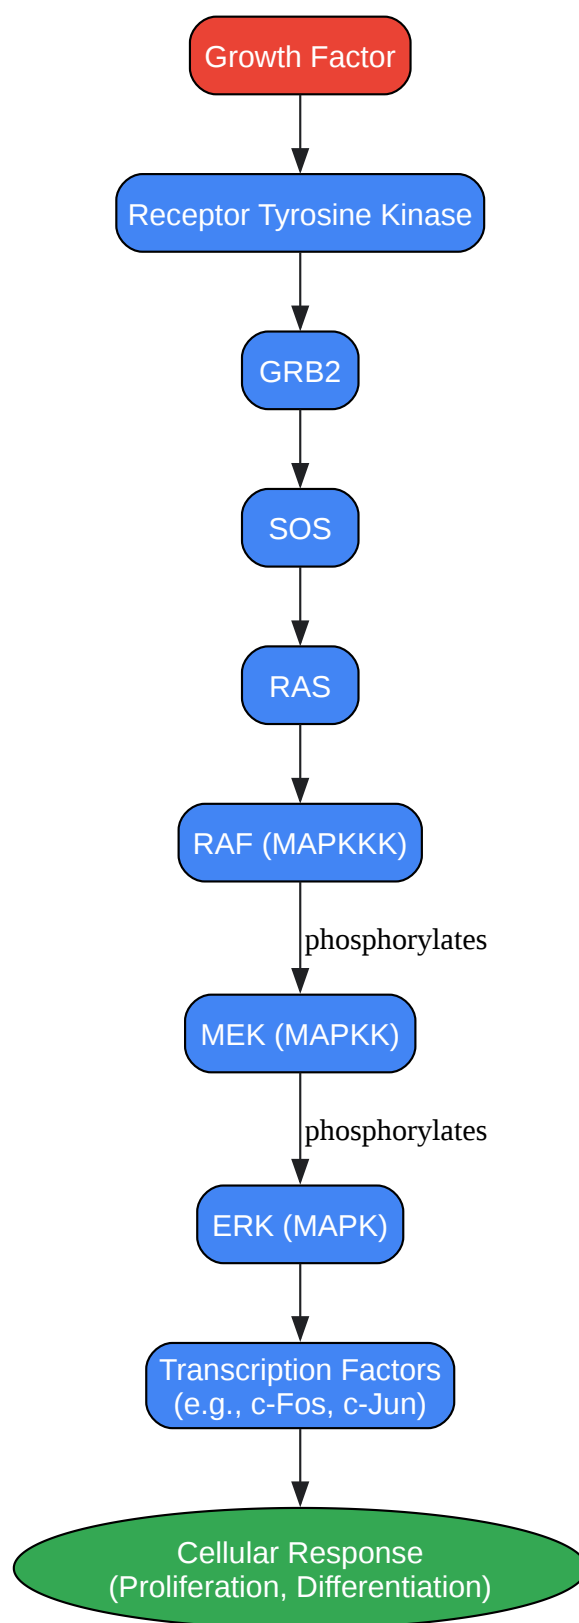 Growth Factor
Receptor Tyrosine Kinase
GRB2
SOS
RAS
RAF (MAPKKK)
phosphorylates
MEK (MAPKK)
phosphorylates
ERK (MAPK)
Transcription Factors
(e.g., c-Fos, c-Jun)
Cellular Response
(Proliferation, Differentiation)